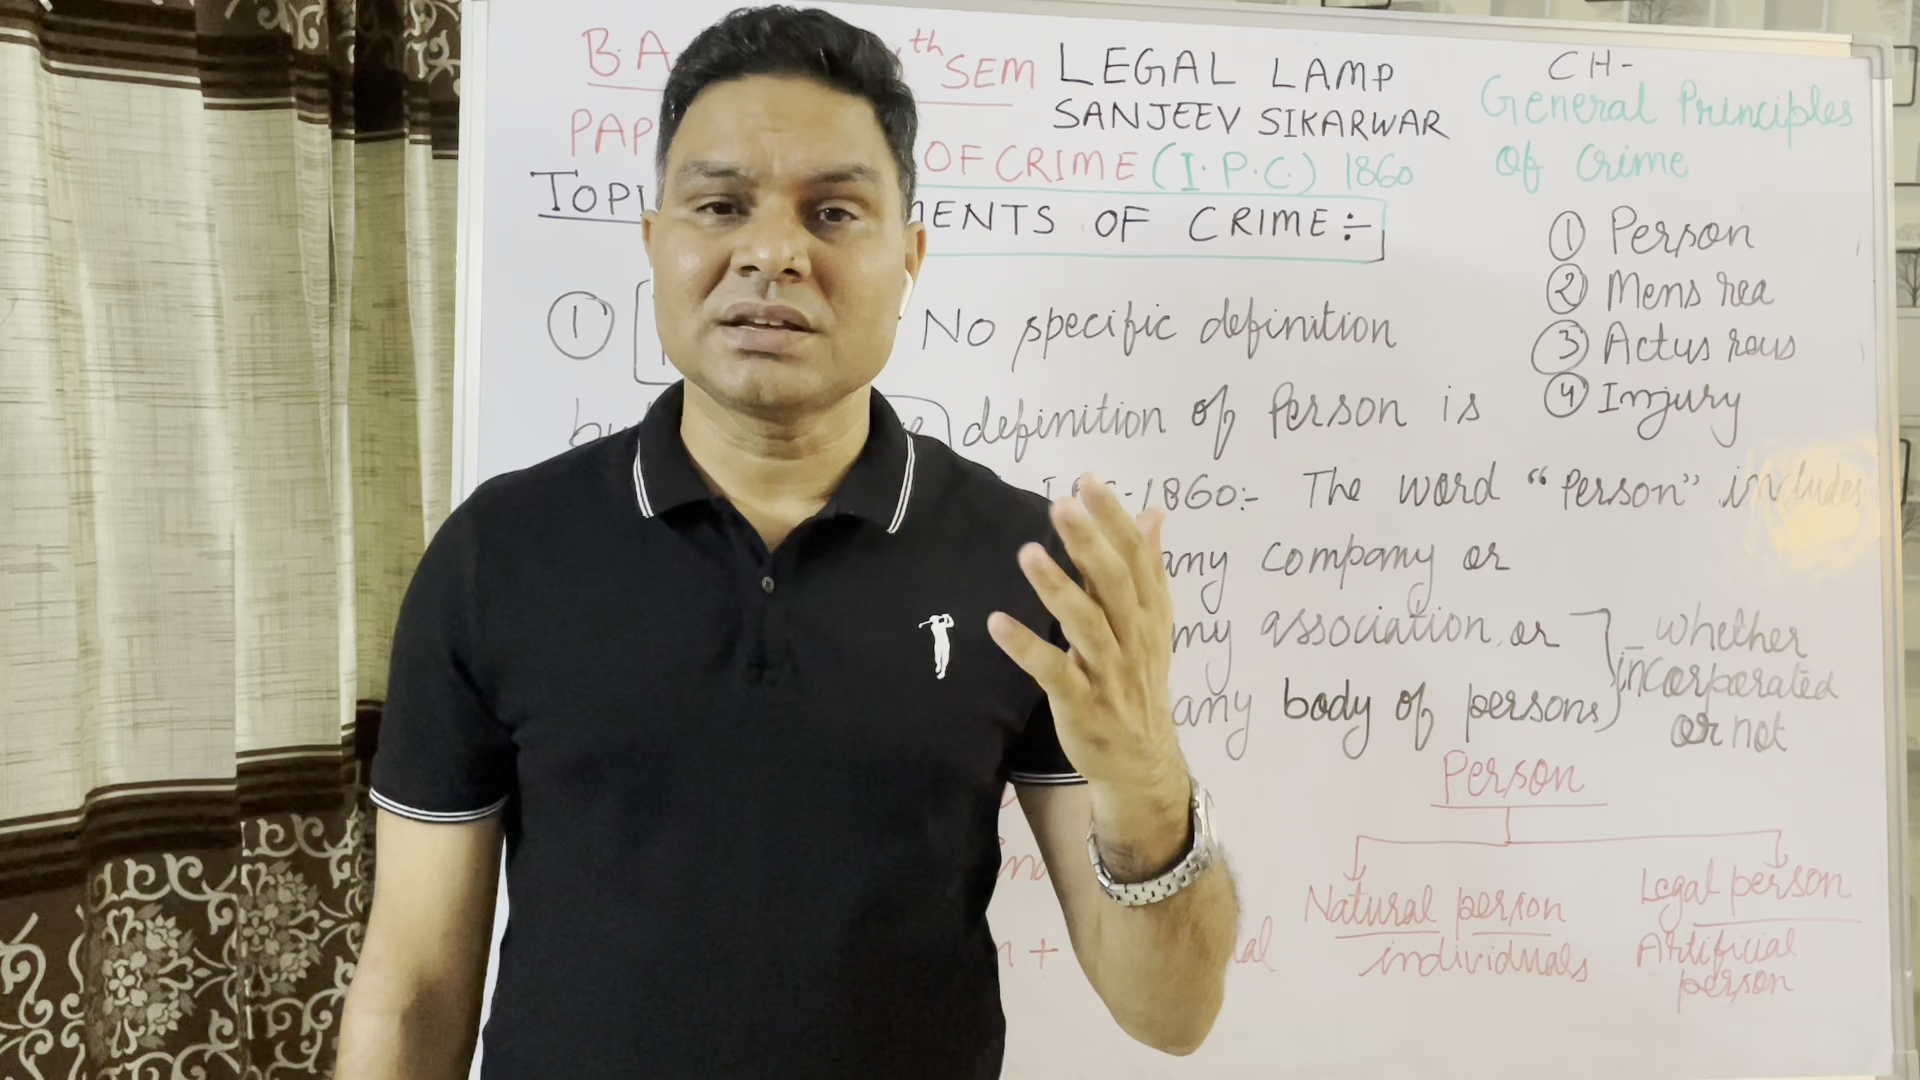 B.A th SEM
LEGAL LAMP
SANJEEV SIKARWAR
OF CRIME (I.P.C.) 1860
OF CRIME ÷
CH-
General Principles
of Crime
① Person
② Mens rea
③ Actus reus
④ Injury
① No specific definition
definition of Person is
1860:- The word "Person" includes
any company or
any association or
any body of persons
whether
incorporated
or not
Person
Natural person
individuals
Legal person
Artificial
person